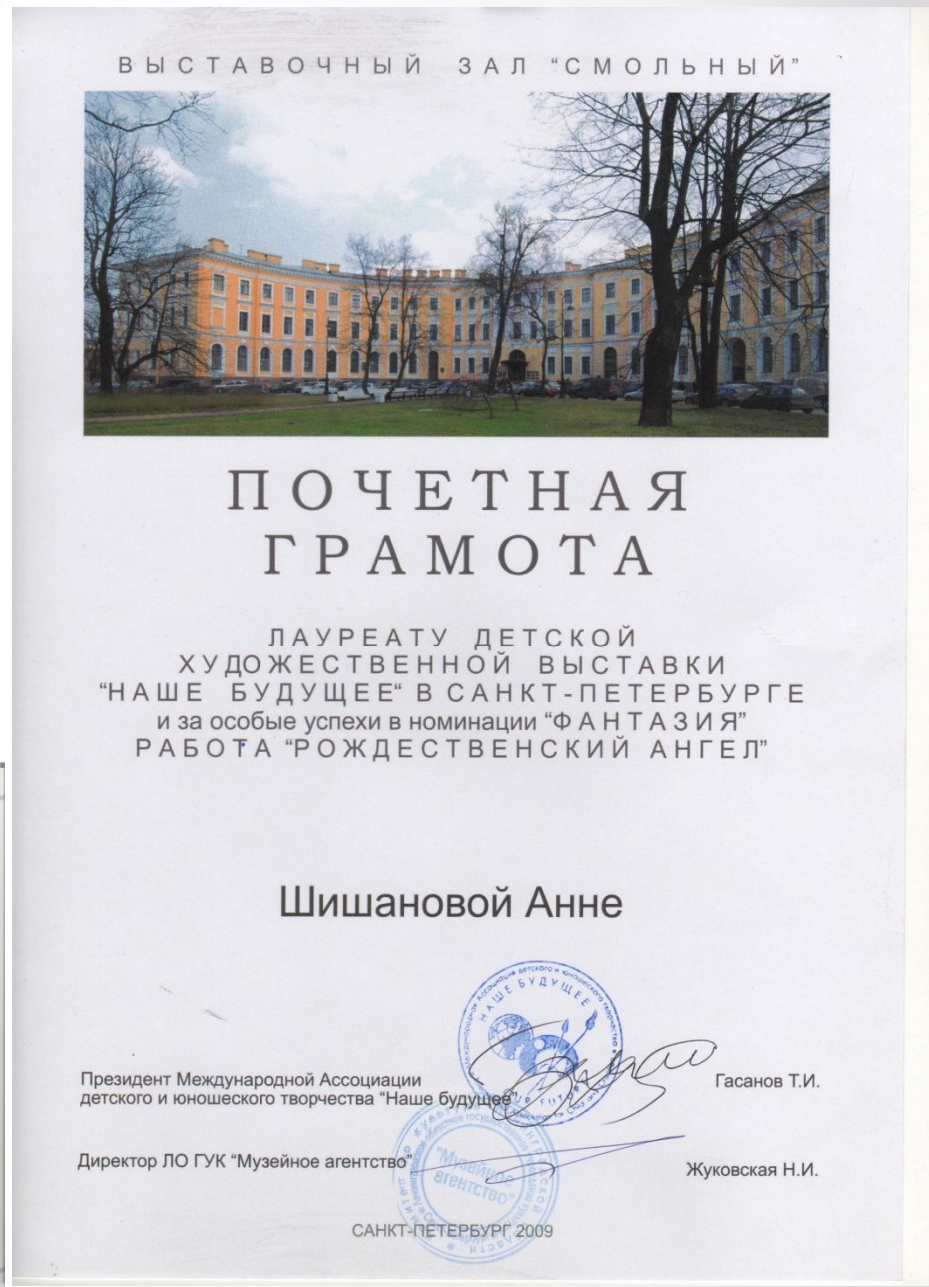 ВЫСТАВОЧНЫЙ ЗАЛ "СМОЛЬНЫЙ"
ПОЧЕТНАЯ
ГРАМОТА
ЛАУРЕАТУ ДЕТСКОЙ
ХУДОЖЕСТВЕННОЙ ВЫСТАВКИ
"НАШЕ БУДУЩЕЕ" В САНКТ-ПЕТЕРБУРГЕ
и за особые успехи в номинации "ФАНТАЗИЯ"
РАБОТА "РОЖДЕСТВЕНСКИЙ АНГЕЛ"
Шишановой Анне
НАШЕ БУДУЩЕЕ
Президент Международной Ассоциации
детского и юношеского творчества "Наше будущее"
Гасанов Т.И.
Директор ЛО ГУК "Музейное агентство"
Жуковская Н.И.
"Музейное
агентство"
САНКТ-ПЕТЕРБУРГ 2009